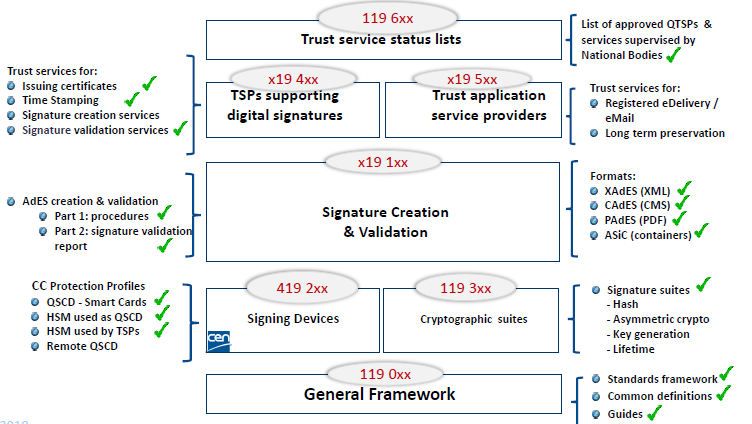 119 6xx
Trust service status lists
List of approved QTSPs &
services supervised by
National Bodies
Trust services for:
Issuing certificates
Time Stamping
Signature creation services
Signature validation services
x19 4xx
TSPs supporting
digital signatures
x19 5xx
Trust application
service providers
Trust services for:
Registered eDelivery /
eMail
Long term preservation
x19 1xx
Signature Creation
& Validation
AdES creation & validation
Part 1: procedures
Part 2: signature validation
report
Formats:
XAdES (XML)
CAdES (CMS)
PAdES (PDF)
ASiC (containers)
CC Protection Profiles
QSCD - Smart Cards
HSM used as QSCD
HSM used by TSPs
Remote QSCD
419 2xx
Signing Devices
cen
119 3xx
Cryptographic suites
Signature suites
- Hash
- Asymmetric crypto
- Key generation
- Lifetime
119 0xx
General Framework
Standards framework
Common definitions
Guides